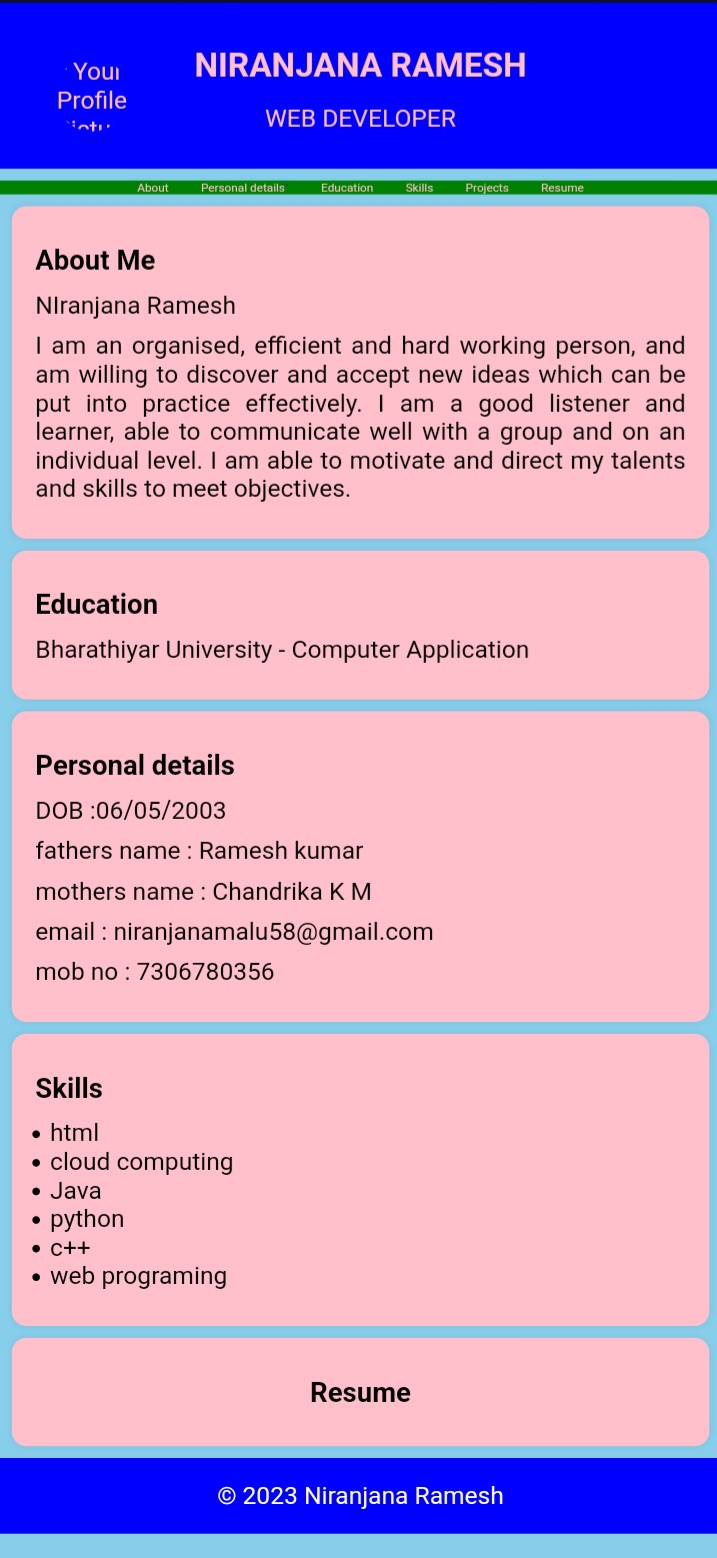 Your
Profile
NIRANJANA RAMESH
WEB DEVELOPER
About Personal details Education Skills Projects Resume
About Me
NIranjana Ramesh
I am an organised, efficient and hard working person, and
am willing to discover and accept new ideas which can be
put into practice effectively. I am a good listener and
learner, able to communicate well with a group and on an
individual level. I am able to motivate and direct my talents
and skills to meet objectives.
Education
Bharathiyar University - Computer Application
Personal details
DOB :06/05/2003
fathers name : Ramesh kumar
mothers name : Chandrika K M
email : niranjanamalu58@gmail.com
mob no : 7306780356
Skills
• html
• cloud computing
• Java
• python
• c++
• web programing
Resume
© 2023 Niranjana Ramesh